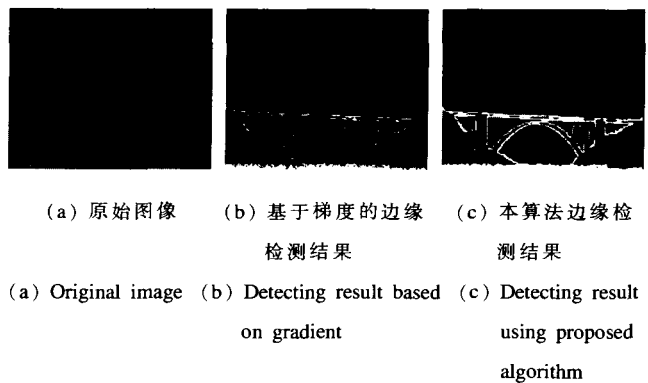 (a) 原始图像 (b) 基于梯度的边缘 (c) 本算法边缘检
检测结果 测结果
(a) Original image (b) Detecting result based (c) Detecting result
on gradient using proposed
algorithm